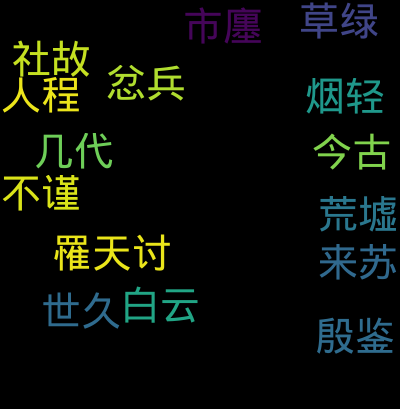 市廛
草绿
社故
忿兵
人程
烟轻
几代
今古
不谨
荒墟
罹天讨
来苏
世久
白云
殷鉴